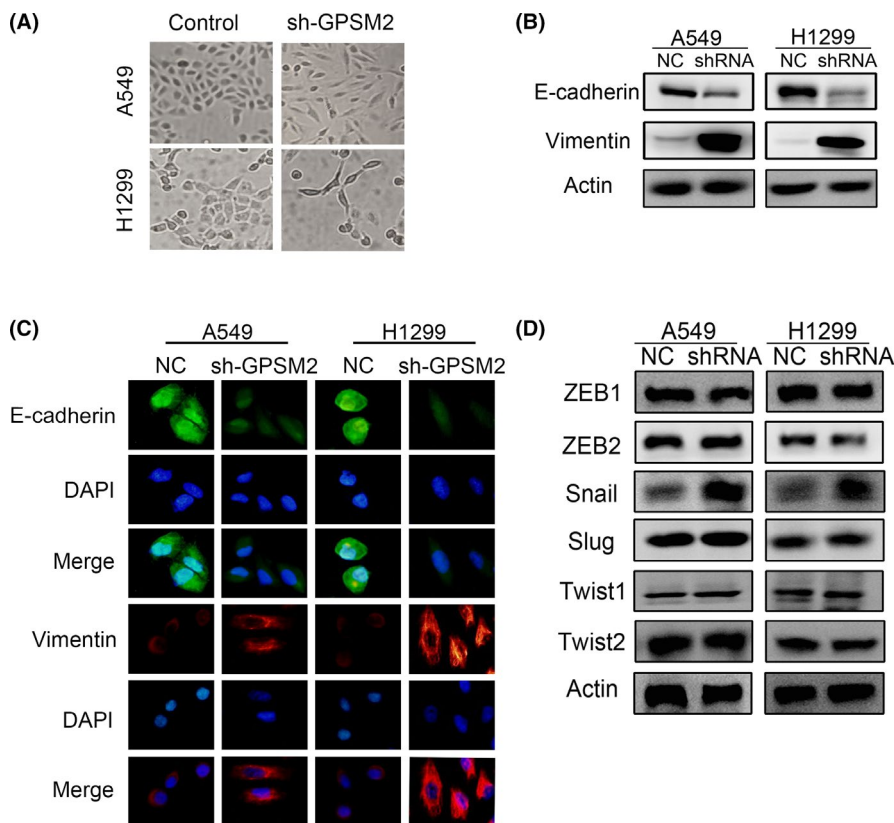 (A)
Control sh-GPSM2
A549
H1299
(B)
A549 H1299
NC shRNA NC shRNA
E-cadherin
Vimentin
Actin
(C)
A549 H1299
NC sh-GPSM2 NC sh-GPSM2
E-cadherin
DAPI
Merge
Vimentin
DAPI
Merge
(D)
A549 H1299
NC shRNA NC shRNA
ZEB1
ZEB2
Snail
Slug
Twist1
Twist2
Actin